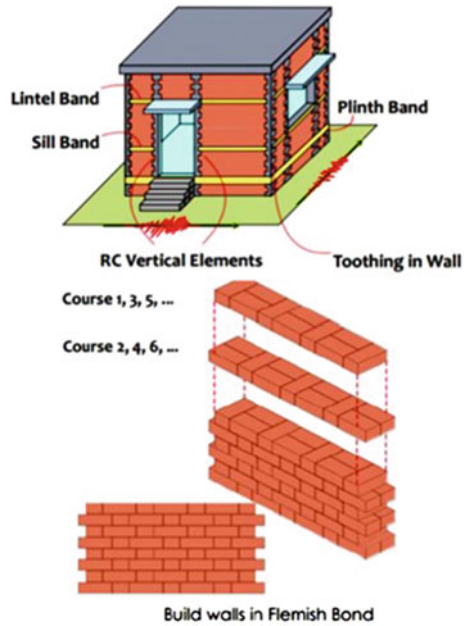 Lintel Band
Plinth Band
Sill Band
RC Vertical Elements
Toothing in Wall
Course 1, 3, 5, ...
Course 2, 4, 6, ...
Build walls in Flemish Bond